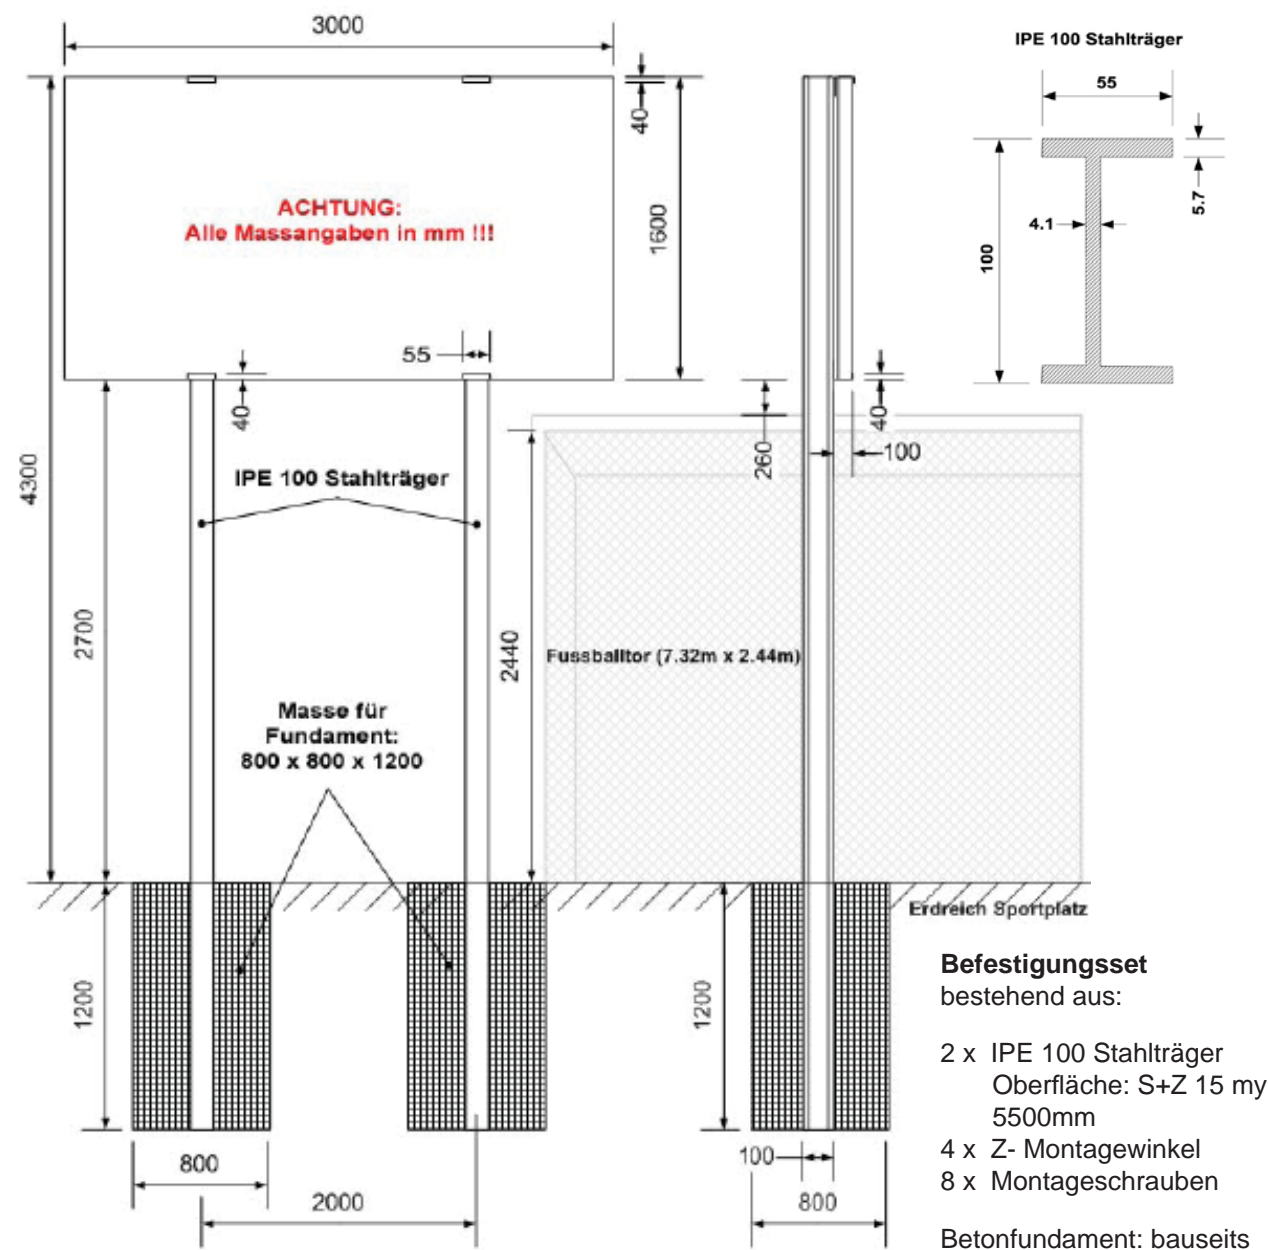 3000
IPE 100 Stahlträger
55
40
ACHTUNG:
Alle Massangaben in mm !!!
1600
5.7
4.1
100
55
40
40
260
100
4300
IPE 100 Stahlträger
2700
2440
Fussballtor (7.32m x 2.44m)
Masse für
Fundament:
800 x 800 x 1200
Erdreich Sportplatz
1200
1200
Befestigungsset
bestehend aus:
2 x IPE 100 Stahlträger
Oberfläche: S+Z 15 my
5500mm
4 x Z- Montagewinkel
8 x Montageschrauben
Betonfundament: bauseits
800
100
2000
800